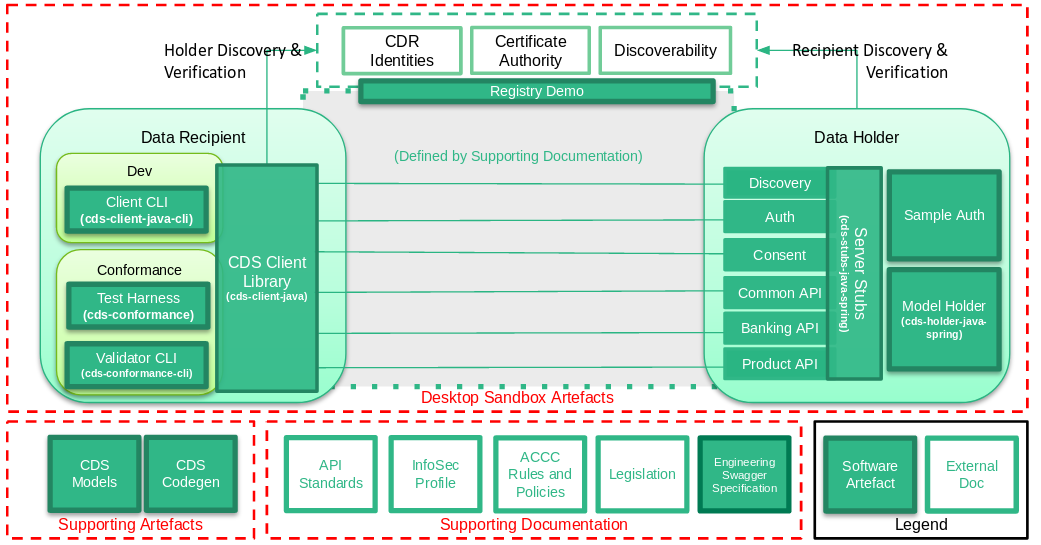 Holder Discovery &
Verification
CDR
Identities
Certificate
Authority
Discoverability
Recipient Discovery &
Verification
Registry Demo
Data Recipient
Dev
Client CLI
(cds-client-java-cli)
Conformance
Test Harness
(cds-conformance)
Validator CLI
(cds-conformance-cli)
CDS Client
Library
(cds-client-java)
(Defined by Supporting Documentation)
Data Holder
Discovery
Auth
Consent
Common API
Banking API
Product API
Server Stubs
(cds-stubs-java-spring)
Sample Auth
Model Holder
(cds-holder-java-
spring)
Desktop Sandbox Artefacts
CDS
Models
CDS
Codegen
Supporting Artefacts
API
Standards
InfoSec
Profile
ACCC
Rules and
Policies
Legislation
Engineering
Swagger
Specification
Supporting Documentation
Software
Artefact
External
Doc
Legend